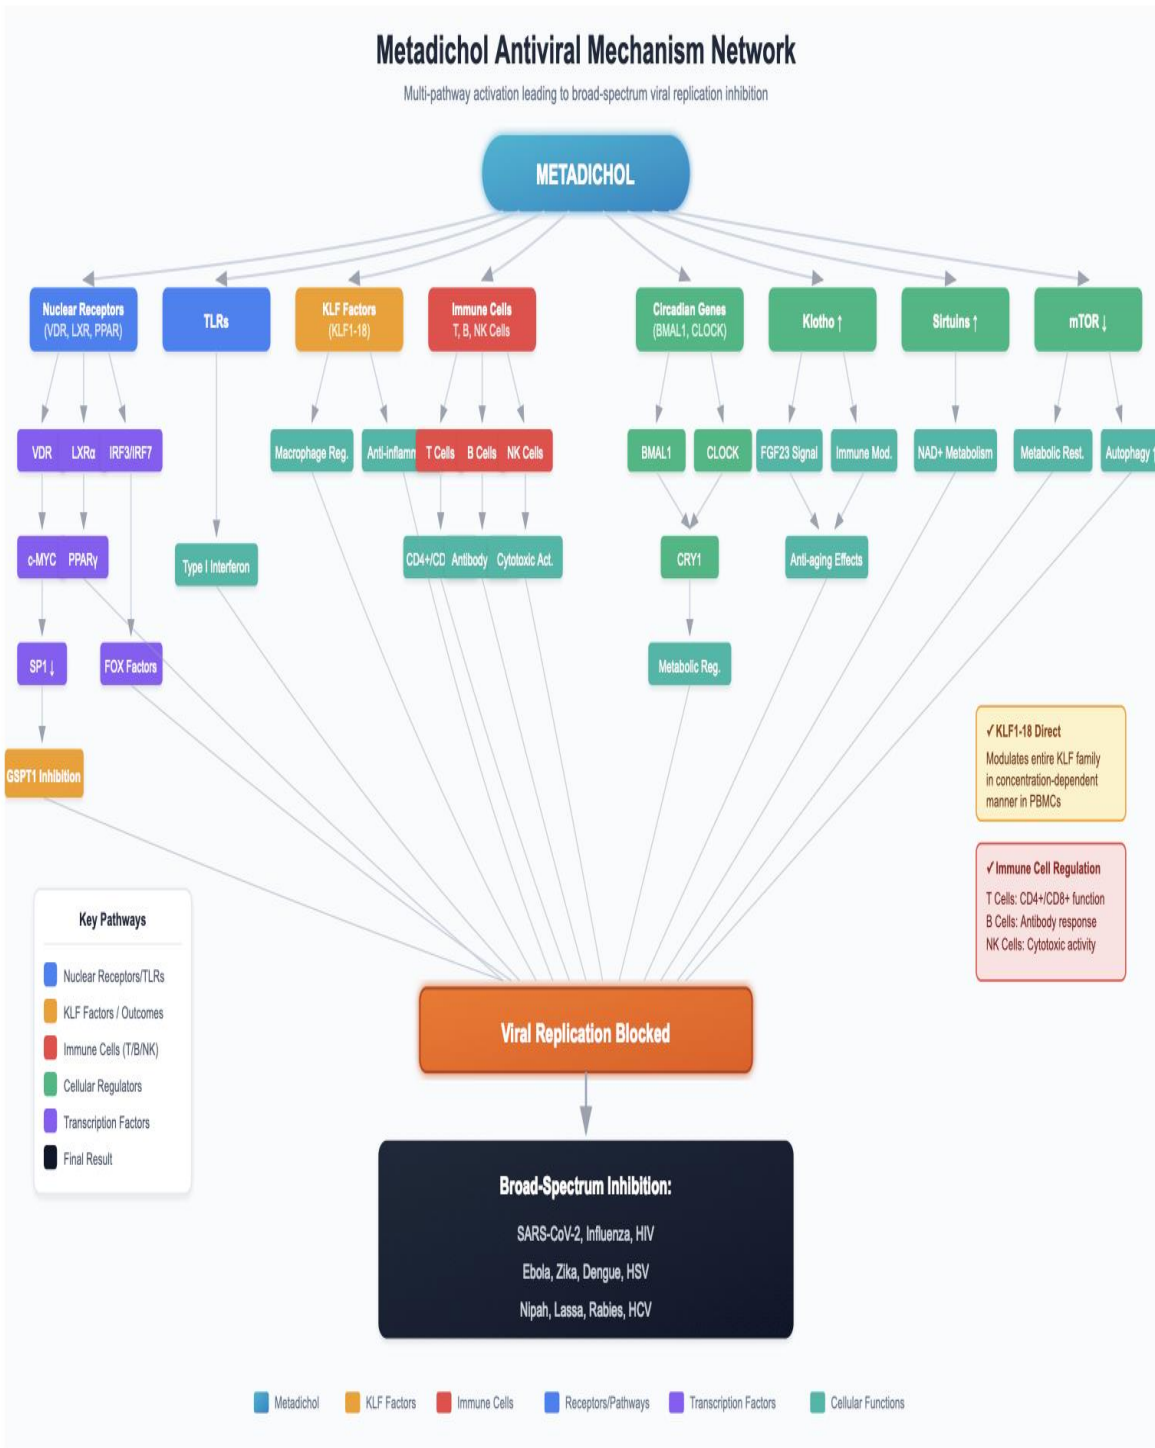 Metadichol Antiviral Mechanism Network
Multi-pathway activation leading to broad-spectrum viral replication inhibition
METADICHOL
Nuclear Receptors
(VDR, LXR, PPAR)
TLRs
KLF Factors
(KLF1-18)
Immune Cells
T, B, NK Cells
Circadian Genes
(BMAL1, CLOCK)
Klotho ↑
Sirtuins ↑
mTOR ↓
VDR
LXRα
IRF3/IRF7
Macrophage Reg.
Anti-inflamm
T Cells
B Cells
NK Cells
BMAL1
CLOCK
FGF23 Signal
Immune Mod.
NAD+ Metabolism
Metabolic Rest.
Autophagy ↑
c-MYC
PPARγ
Type I Interferon
CD4+/CD
Antibody
Cytotoxic Act.
CRY1
Anti-aging Effects
SP1 ↓
FOX Factors
Metabolic Reg.
GSPT1 Inhibition
✓ KLF1-18 Direct
Modulates entire KLF family
in concentration-dependent
manner in PBMCs
✓ Immune Cell Regulation
T Cells: CD4+/CD8+ function
B Cells: Antibody response
NK Cells: Cytotoxic activity
Key Pathways
Nuclear Receptors/TLRs
KLF Factors / Outcomes
Immune Cells (T/B/NK)
Cellular Regulators
Transcription Factors
Final Result
Viral Replication Blocked
Broad-Spectrum Inhibition:
SARS-CoV-2, Influenza, HIV
Ebola, Zika, Dengue, HSV
Nipah, Lassa, Rabies, HCV
Metadichol
KLF Factors
Immune Cells
Receptors/Pathways
Transcription Factors
Cellular Functions